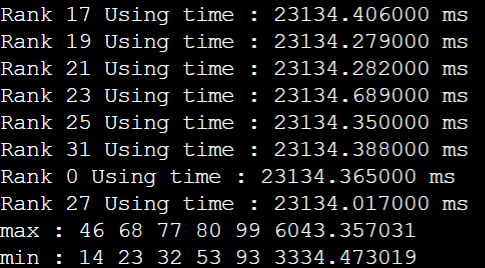 Rank 17 Using time : 23134.406000 ms
Rank 19 Using time : 23134.279000 ms
Rank 21 Using time : 23134.282000 ms
Rank 23 Using time : 23134.689000 ms
Rank 25 Using time : 23134.350000 ms
Rank 31 Using time : 23134.388000 ms
Rank 0 Using time : 23134.365000 ms
Rank 27 Using time : 23134.017000 ms
max : 46 68 77 80 99 6043.357031
min : 14 23 32 53 93 3334.473019